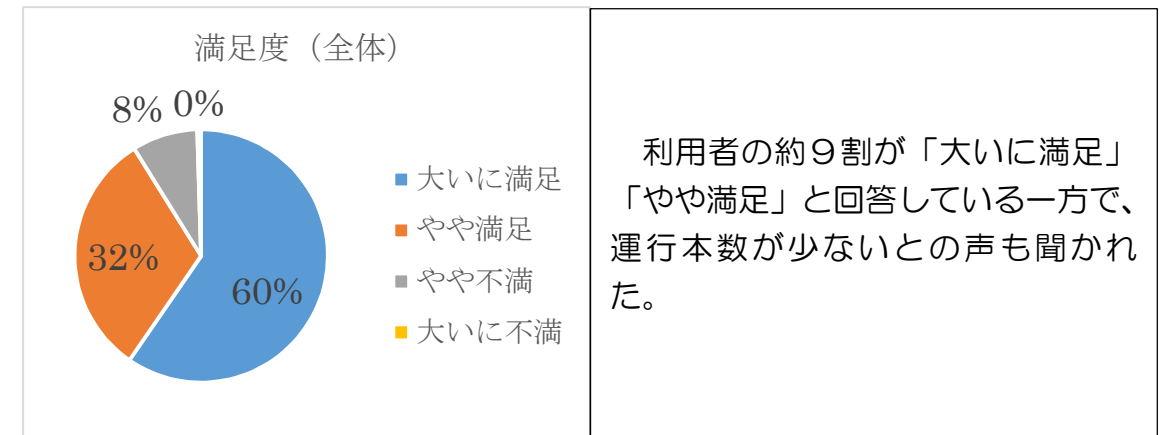 満足度（全体）
8% 0%
32%
60%
大いに満足
やや満足
やや不満
大いに不満
利用者の約９割が「大いに満足」
「やや満足」と回答している一方で、
運行本数が少ないとの声も聞かれ
た。